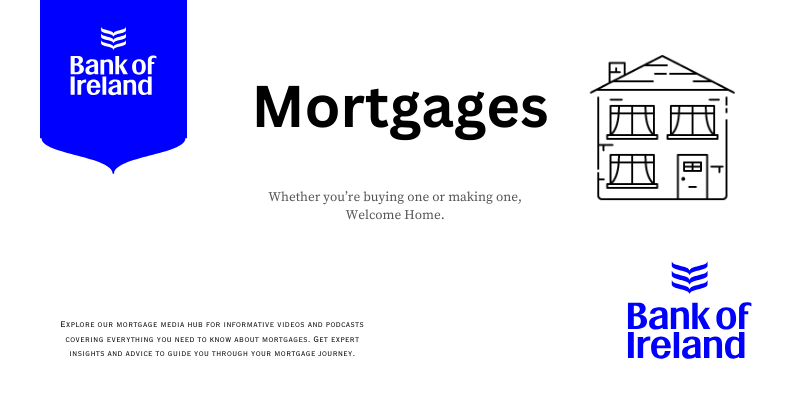 Bank of
Ireland
Mortgages
Whether you’re buying one or making one,
Welcome Home.
Explore our mortgage media hub for informative videos and podcasts
covering everything you need to know about mortgages. Get expert
insights and advice to guide you through your mortgage journey.
Bank of
Ireland